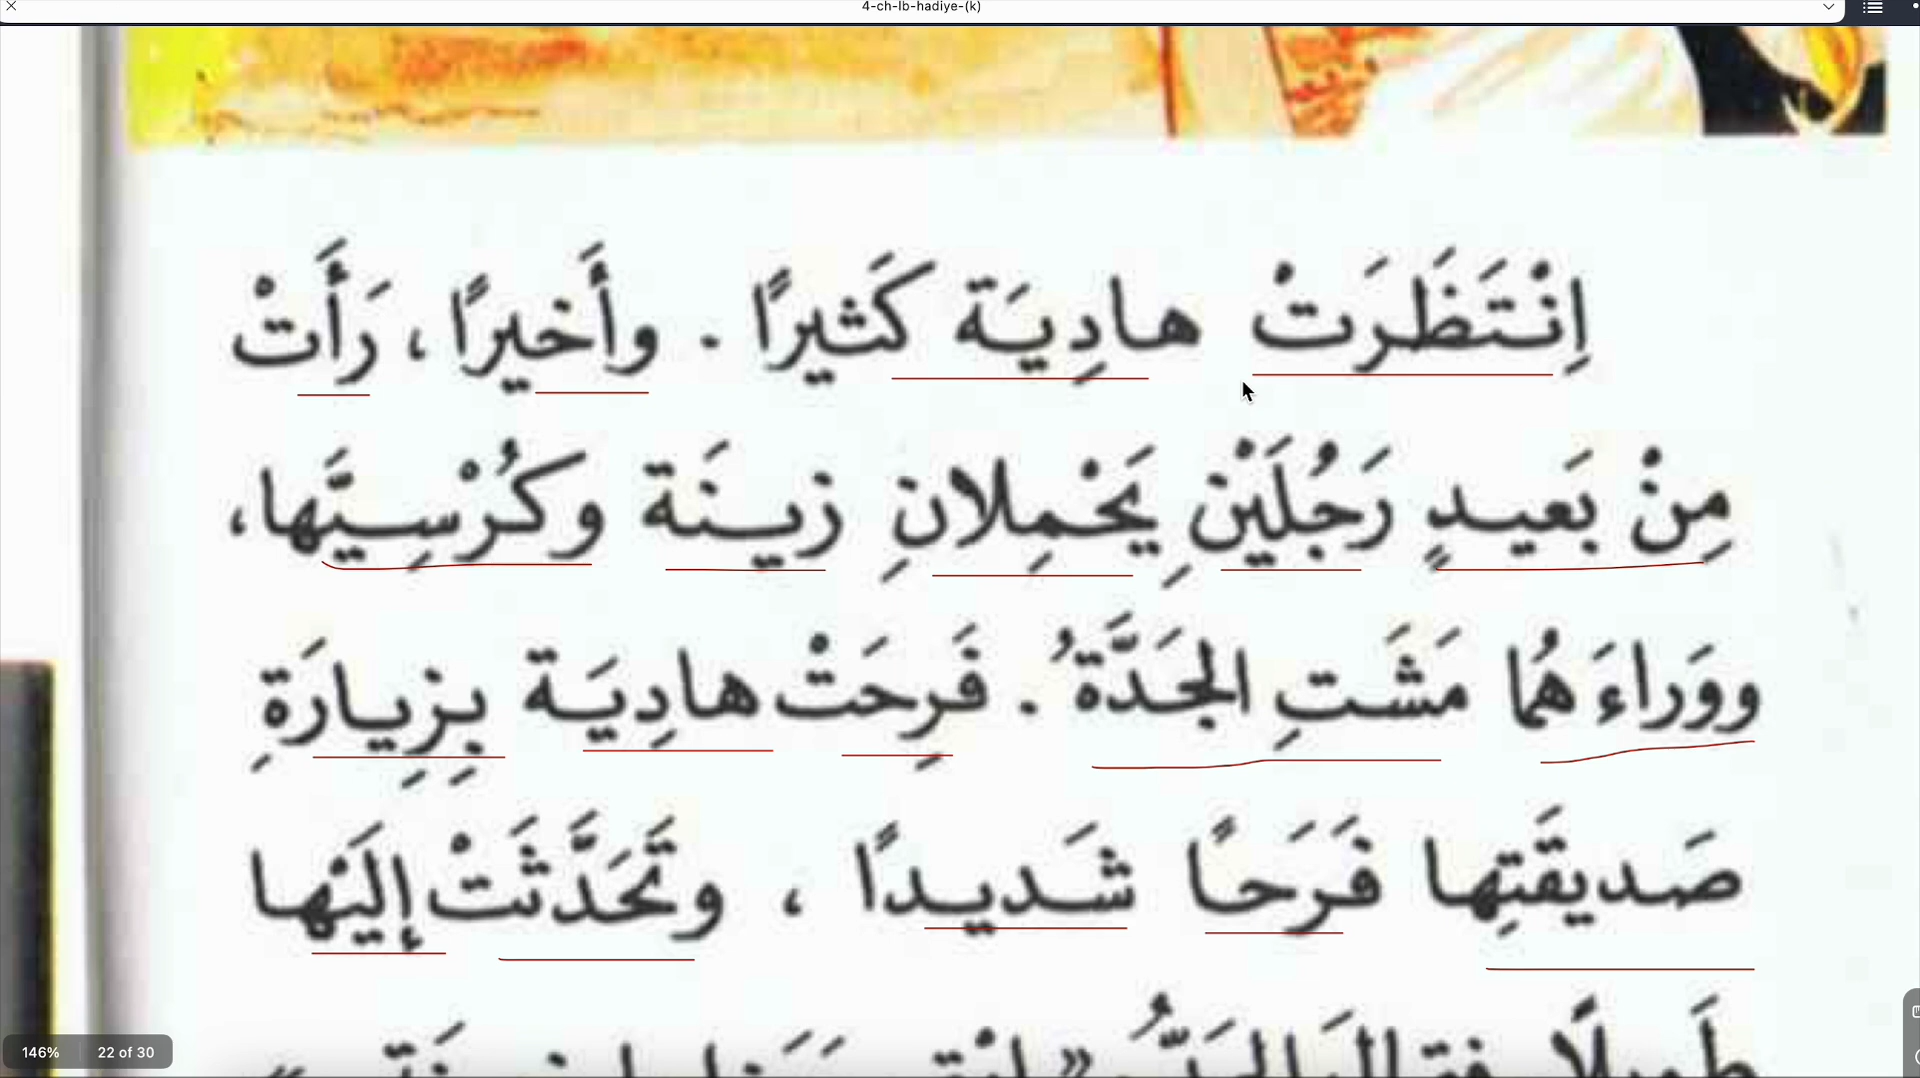 4-ch-lb-hadiye-(k)
اِنْتَظَرَتْ هادِيَة كَثيرًا . وأَخيرًا ، رَأَتْ
مِنْ بَعيدٍ رَجُلَيْنِ يَحْمِلانِ زينَة وكُرْسِيَّها،
ووَراءَهُما مَشَتِ الجَدَّةُ . فَرِحَتْ هادِيَة بِزِيارَةِ
صَديقَتِها فَرَحًا شَديدًا ، وتَحَدَّثَتْ إِلَيْها
146% 22 of 30